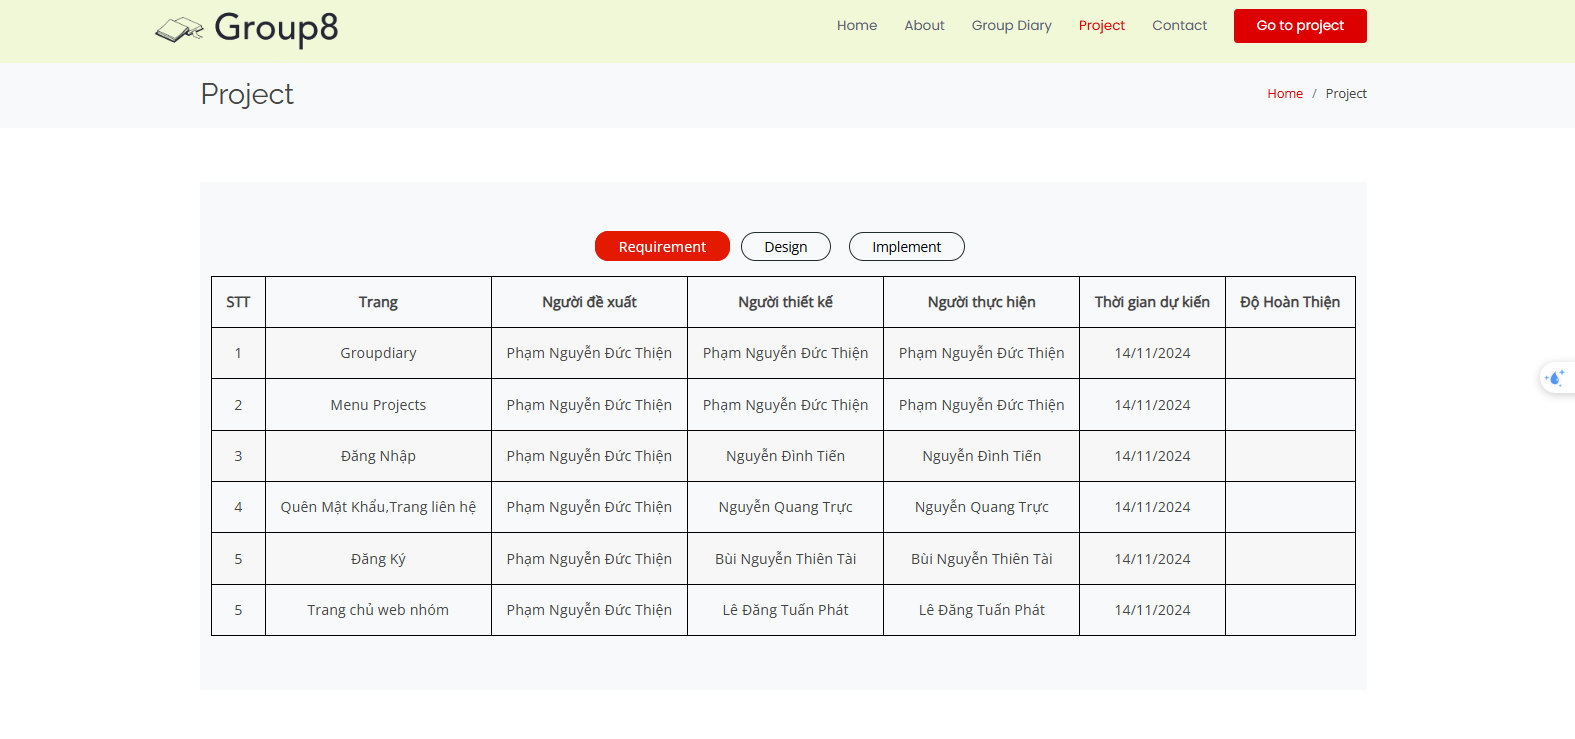 Group8
Home About Group Diary Project Contact Go to project
Project
Home / Project
Requirement Design Implement
STT Trang Người đề xuất Người thiết kế Người thực hiện Thời gian dự kiến Độ Hoàn Thiện
1 Groupdiary Phạm Nguyễn Đức Thiện Phạm Nguyễn Đức Thiện Phạm Nguyễn Đức Thiện 14/11/2024
2 Menu Projects Phạm Nguyễn Đức Thiện Phạm Nguyễn Đức Thiện Phạm Nguyễn Đức Thiện 14/11/2024
3 Đăng Nhập Phạm Nguyễn Đức Thiện Nguyễn Đình Tiến Nguyễn Đình Tiến 14/11/2024
4 Quên Mật Khẩu,Trang liên hệ Phạm Nguyễn Đức Thiện Nguyễn Quang Trực Nguyễn Quang Trực 14/11/2024
5 Đăng Ký Phạm Nguyễn Đức Thiện Bùi Nguyễn Thiên Tài Bùi Nguyễn Thiên Tài 14/11/2024
5 Trang chủ web nhóm Phạm Nguyễn Đức Thiện Lê Đăng Tuấn Phát Lê Đăng Tuấn Phát 14/11/2024